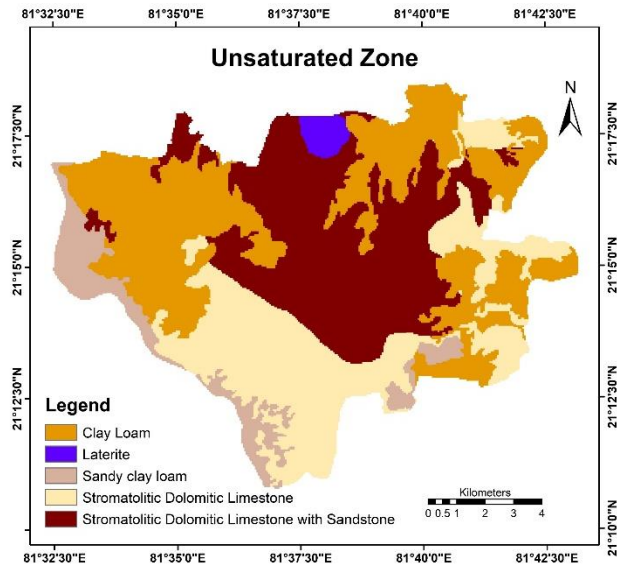 81°32'30"E 81°35'0"E 81°37'30"E 81°40'0"E 81°42'30"E
Unsaturated Zone
N
21°17'30"N 21°17'30"N
21°15'0"N 21°15'0"N
21°12'30"N 21°12'30"N
Legend
Clay Loam
Laterite
Sandy clay loam
Stromatolitic Dolomitic Limestone
Stromatolitic Dolomitic Limestone with Sandstone
Kilometers
0 0.5 1 2 3 4
21°10'0"N
81°32'30"E 81°35'0"E 81°37'30"E 81°40'0"E 81°42'30"E